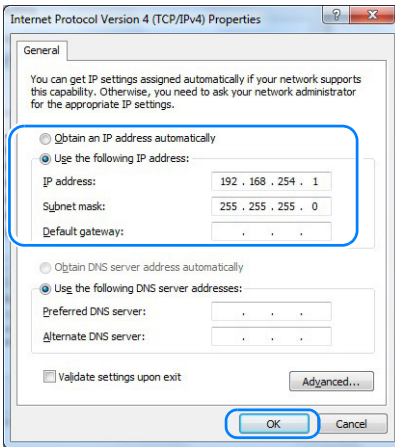 Internet Protocol Version 4 (TCP/IPv4) Properties
General
You can get IP settings assigned automatically if your network supports
this capability. Otherwise, you need to ask your network administrator
for the appropriate IP settings.
Obtain an IP address automatically
Use the following IP address:
IP address: 192 . 168 . 254 . 1
Subnet mask: 255 . 255 . 255 . 0
Default gateway: . . .
Obtain DNS server address automatically
Use the following DNS server addresses:
Preferred DNS server: . . .
Alternate DNS server: . . .
Validate settings upon exit
Advanced...
OK Cancel